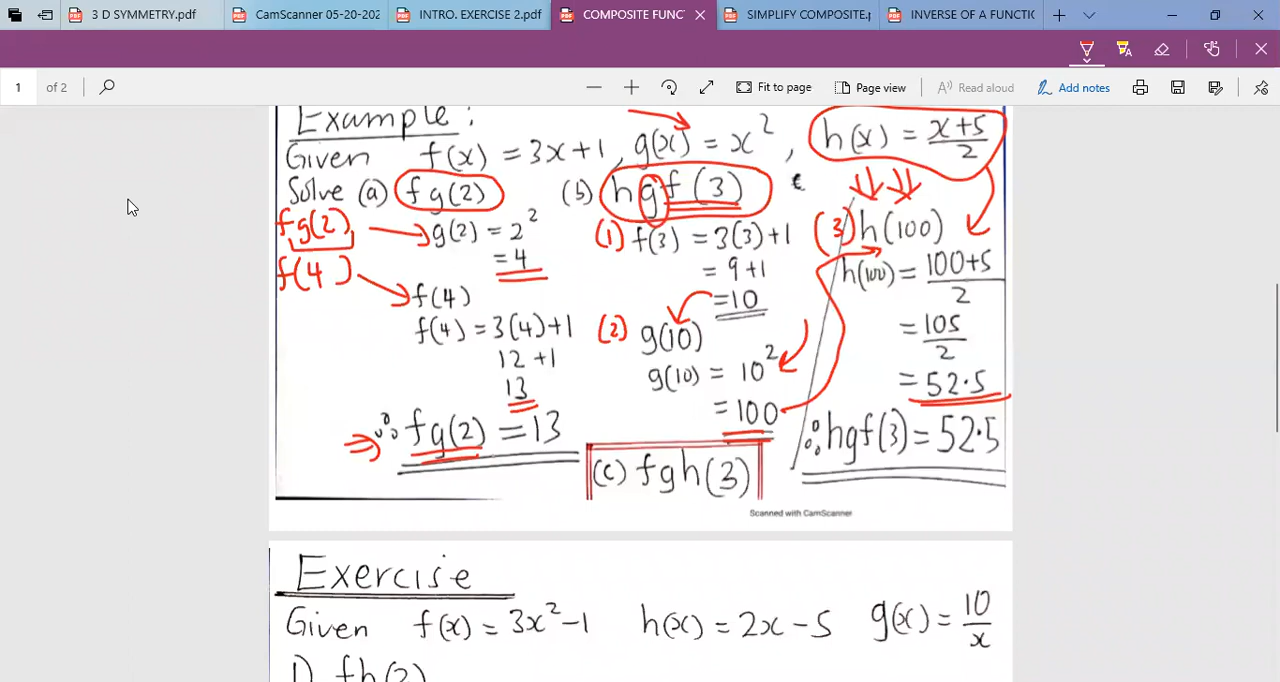 3 D SYMMETRY.pdf
CamScanner 05-20-202
INTRO. EXERCISE 2.pdf
COMPOSITE FUNC
SIMPLIFY COMPOSITE.p
INVERSE OF A FUNCTIO
1 of 2
Fit to page
Page view
Read aloud
Add notes
Example:
Given f(x) = 3x+1, g(x) = x², h(x) = x+5/2
Solve (a) fg(2) (b) hgf(3)
fg(2)
f(4)
g(2) = 2²
= 4
f(4)
f(4) = 3(4)+1
12 +1
13
∴ fg(2) = 13
(1) f(3) = 3(3)+1
= 9+1
= 10
(2) g(10)
g(10) = 10²
= 100
(c) fgh(3)
(3) h(100)
h(100) = 100+5/2
= 105/2
= 52.5
∴ hgf(3) = 52.5
Scanned with CamScanner
Exercise
Given f(x) = 3x²-1 h(x) = 2x-5 g(x) = 10/x
1) fh(2)